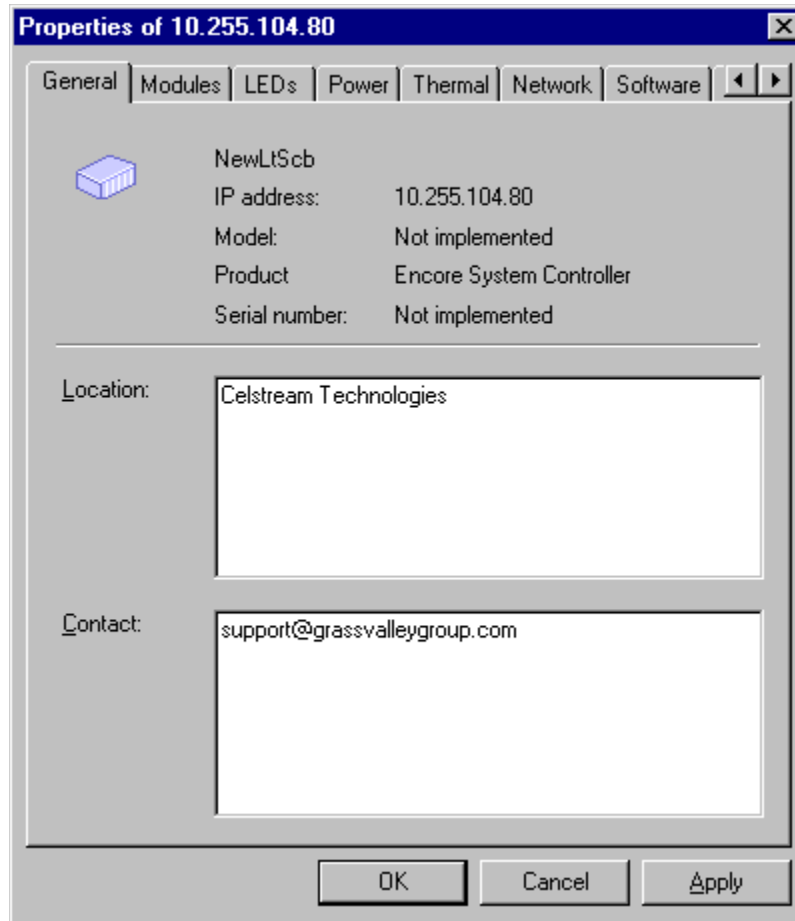 Properties of 10.255.104.80
General Modules LEDs Power Thermal Network Software
NewLtScb
IP address: 10.255.104.80
Model: Not implemented
Product Encore System Controller
Serial number: Not implemented
Location: Celstream Technologies
Contact: support@grassvalleygroup.com
OK Cancel Apply